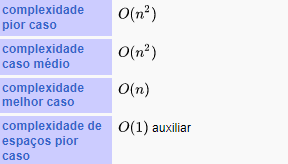 complexidade
pior caso
O(n²)
complexidade
caso médio
O(n²)
complexidade
melhor caso
O(n)
complexidade de
espaços pior
caso
O(1) auxiliar